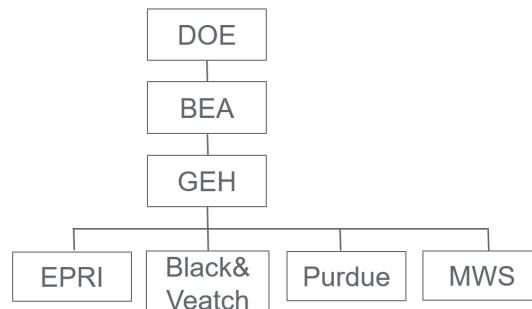 DOE
BEA
GEH
EPRI
Black&
Veatch
Purdue
MWS